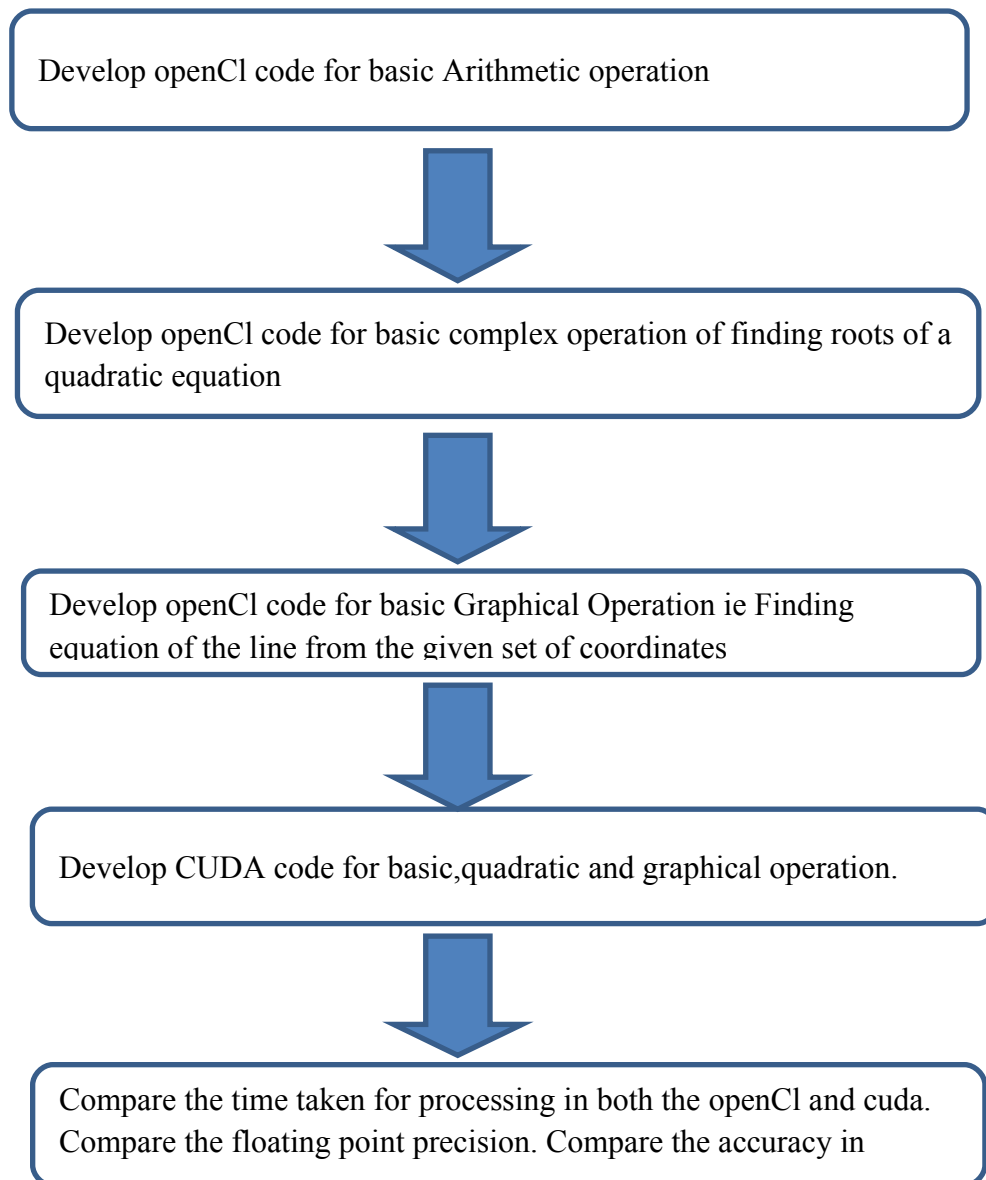 Develop openCl code for basic Arithmetic operation
Develop openCl code for basic complex operation of finding roots of a
quadratic equation
Develop openCl code for basic Graphical Operation ie Finding
equation of the line from the given set of coordinates
Develop CUDA code for basic,quadratic and graphical operation.
Compare the time taken for processing in both the openCl and cuda.
Compare the floating point precision. Compare the accuracy in